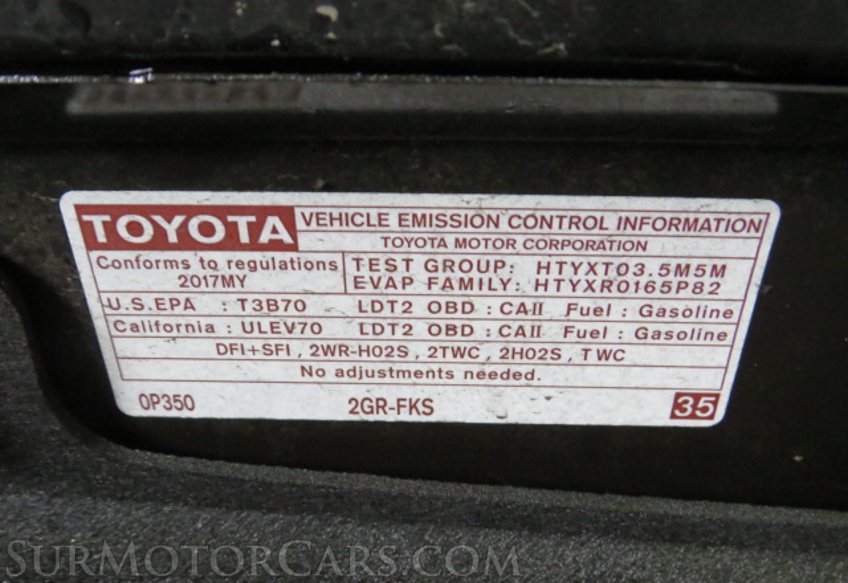 TOYOTA VEHICLE EMISSION CONTROL INFORMATION
TOYOTA MOTOR CORPORATION
Conforms to regulations TEST GROUP: HTYXT03.5M5M
2017MY EVAP FAMILY: HTYXR0165P82
U.S.EPA : T3B70 LDT2 OBD : CAII Fuel : Gasoline
California : ULEV70 LDT2 OBD : CAII Fuel : Gasoline
DFI+SFI , 2WR-HO2S , 2TWC , 2HO2S , TWC
No adjustments needed.
0P350 2GR-FKS 35
SURMOTORCARS.COM